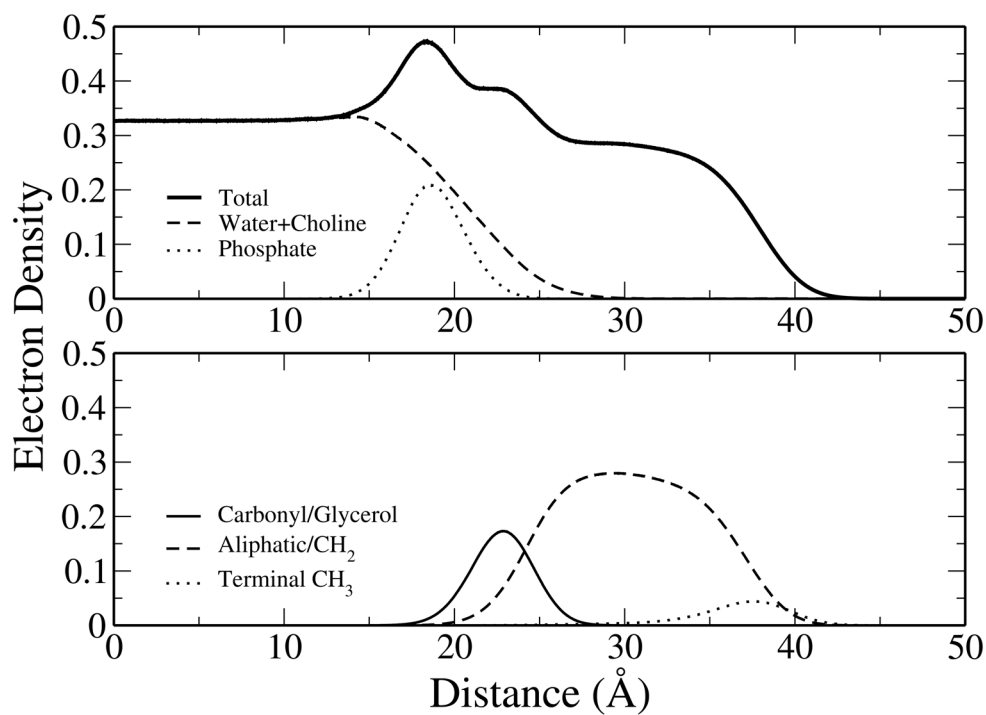 Electron Density
0.5
0.4
0.3
0.2
0.1
0
Total
Water+Choline
Phosphate
0 10 20 30 40 50
0.5
0.4
0.3
0.2
0.1
0
Carbonyl/Glycerol
Aliphatic/CH₂
Terminal CH₃
0 10 20 30 40 50
Distance (Å)